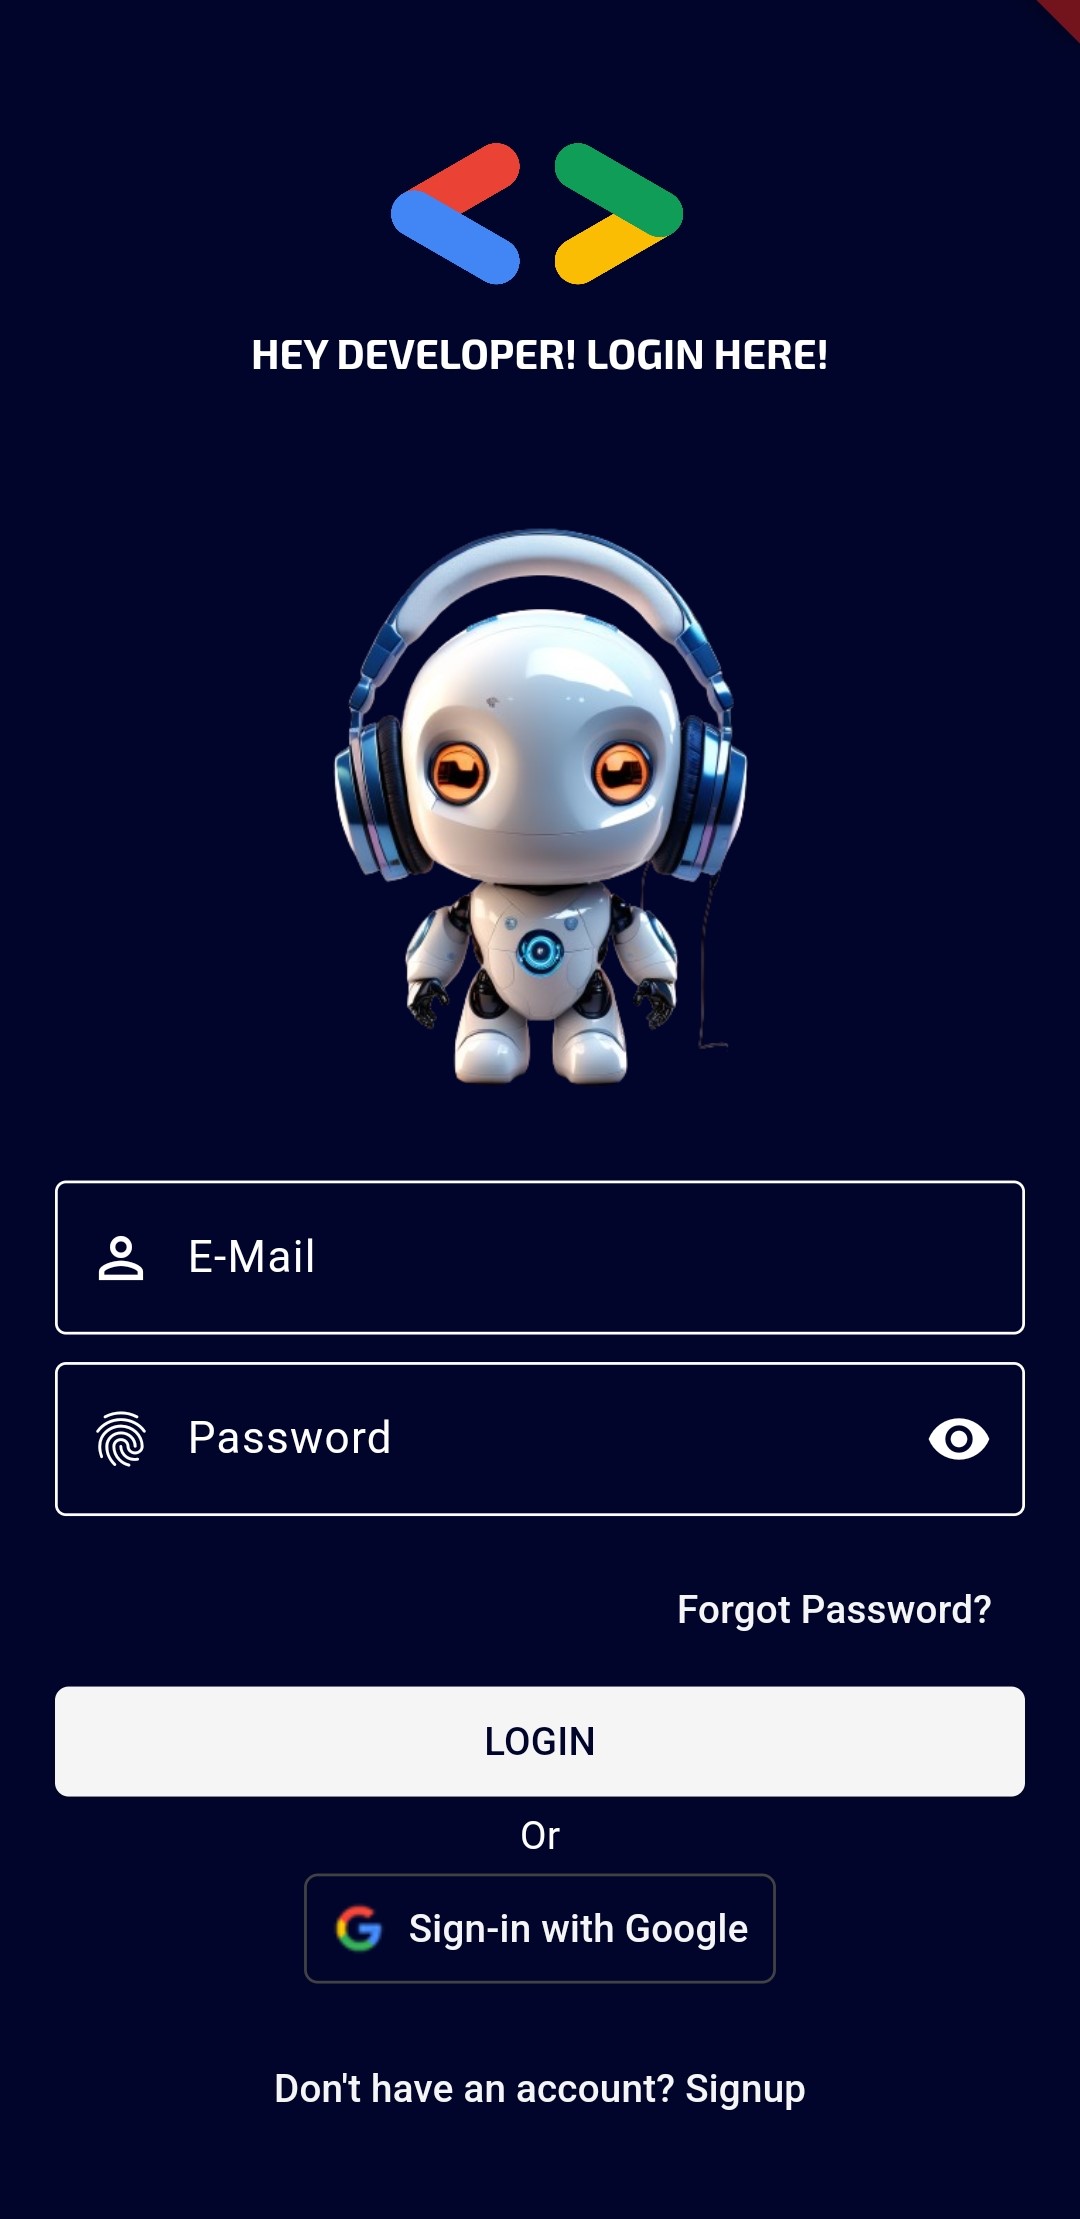 HEY DEVELOPER! LOGIN HERE!
E-Mail
Password
Forgot Password?
LOGIN
Or
Sign-in with Google
Don't have an account? Signup